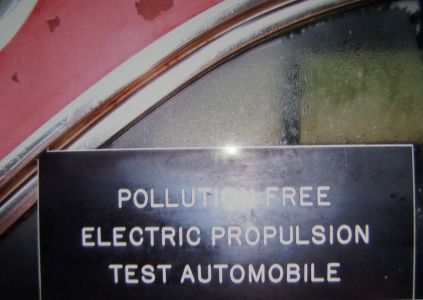 POLLUTION FREE
ELECTRIC PROPULSION
TEST AUTOMOBILE